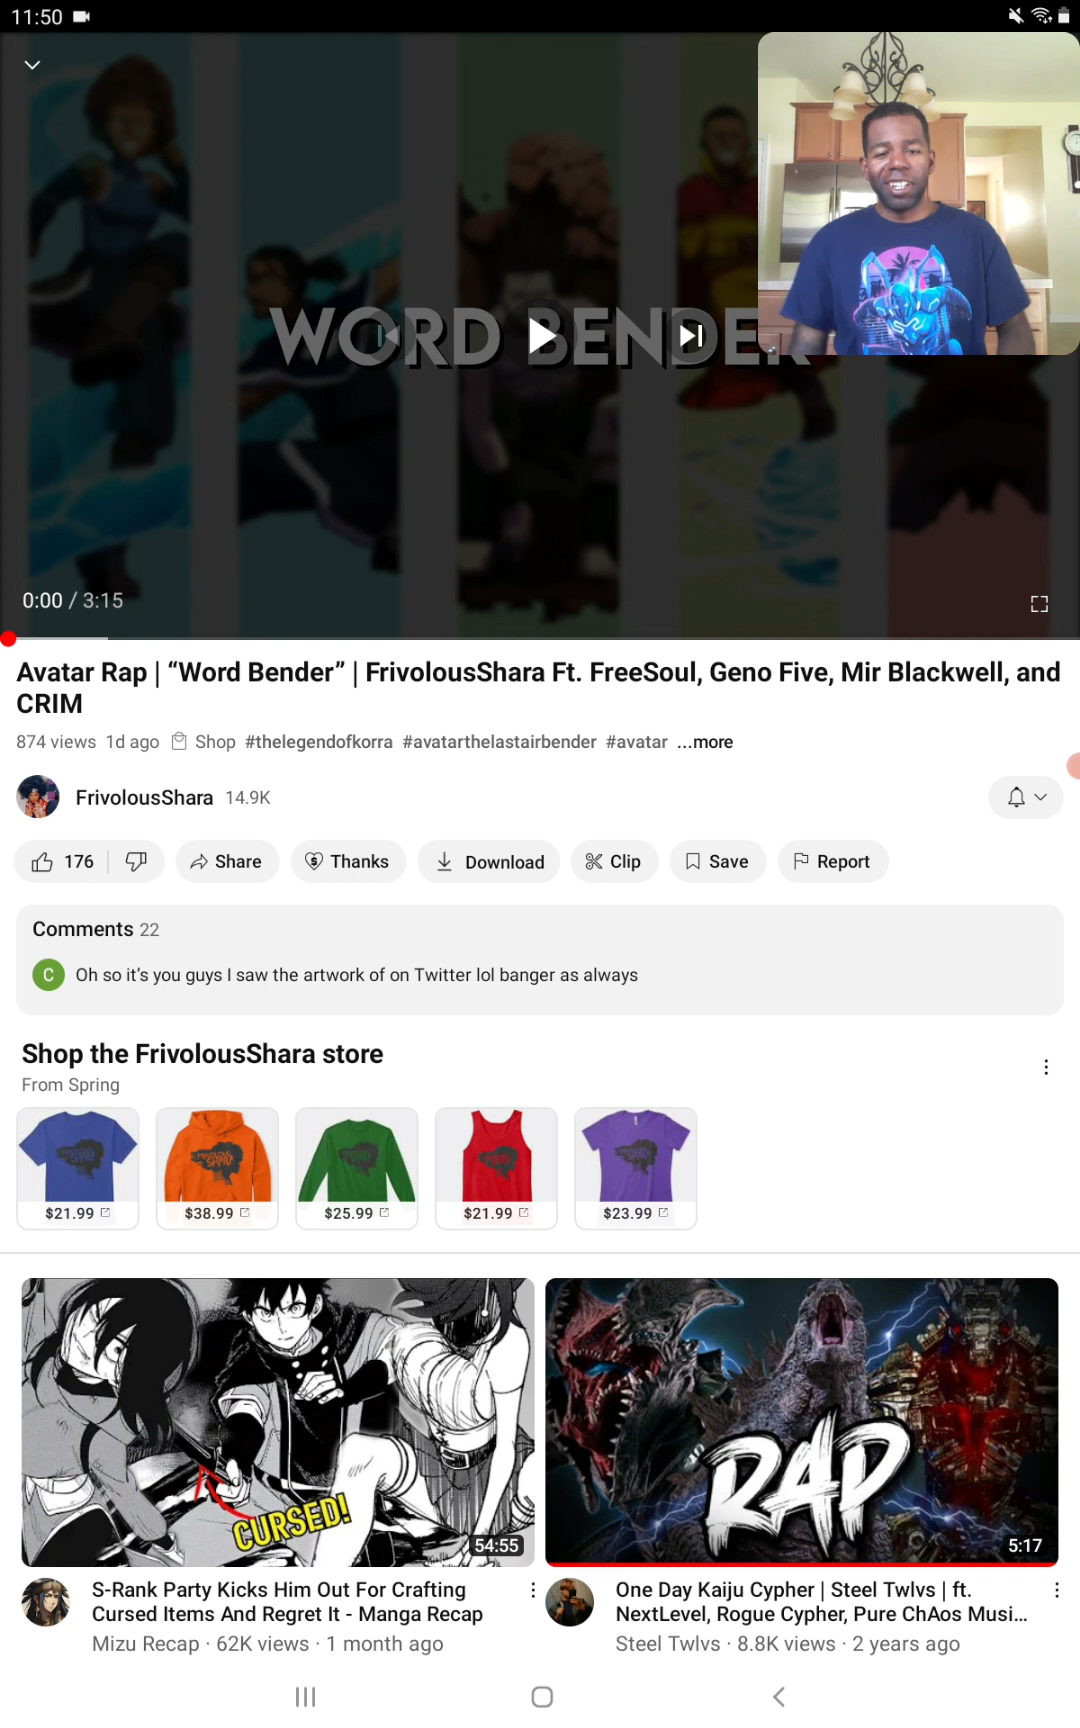 11:50
WORD BENDER
0:00 / 3:15
Avatar Rap | “Word Bender” | FrivolousShara Ft. FreeSoul, Geno Five, Mir Blackwell, and
CRIM
874 views 1d ago Shop #thelegendofkorra #avatarthelastairbender #avatar ...more
FrivolousShara 14.9K
176 Share Thanks Download Clip Save Report
Comments 22
C Oh so it’s you guys I saw the artwork of on Twitter lol banger as always
Shop the FrivolousShara store
From Spring
$21.99 $38.99 $25.99 $21.99 $23.99
CURSED!
54:55
RAP
5:17
S-Rank Party Kicks Him Out For Crafting
Cursed Items And Regret It - Manga Recap
Mizu Recap · 62K views · 1 month ago
One Day Kaiju Cypher | Steel Twlvs | ft.
NextLevel, Rogue Cypher, Pure ChAos Musi...
Steel Twlvs · 8.8K views · 2 years ago